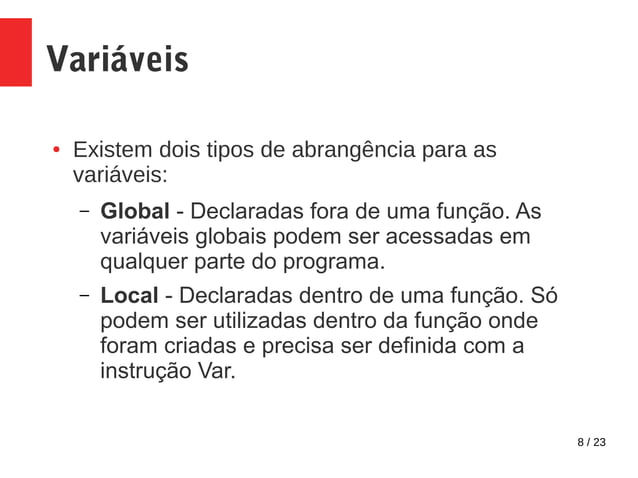 Variáveis
● Existem dois tipos de abrangência para as
variáveis:
– Global - Declaradas fora de uma função. As
variáveis globais podem ser acessadas em
qualquer parte do programa.
– Local - Declaradas dentro de uma função. Só
podem ser utilizadas dentro da função onde
foram criadas e precisa ser definida com a
instrução Var.
8 / 23